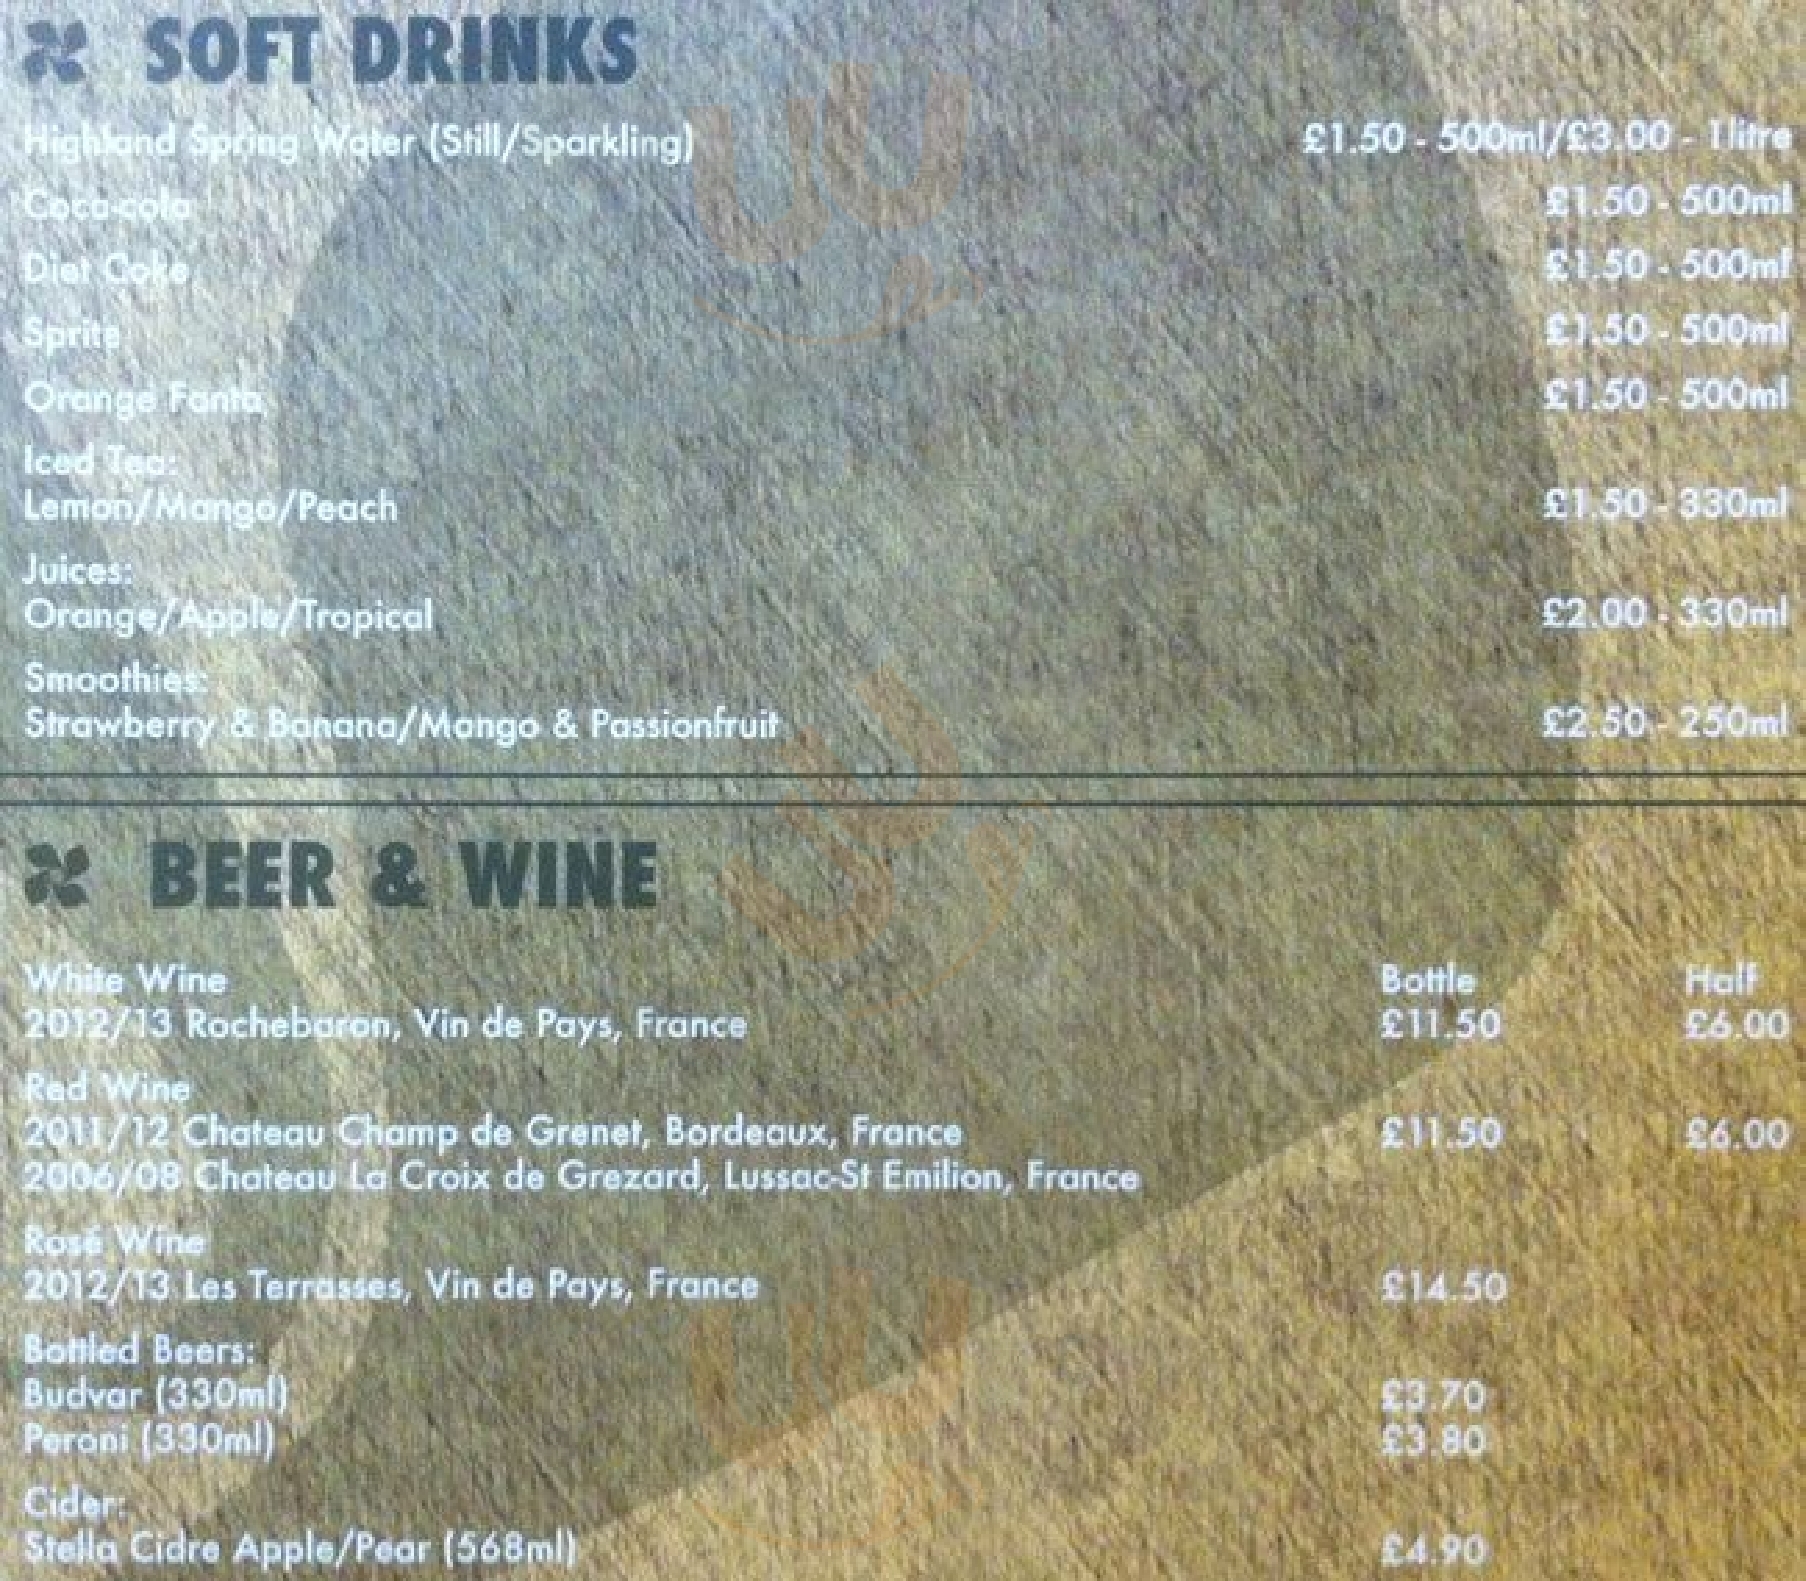 SOFT DRINKS
Highland Spring Water (Still/Sparkling) £1.50 - 500ml/£3.00 - 1litre
Coca-cola £1.50 - 500ml
Diet Coke £1.50 - 500ml
Sprite £1.50 - 500ml
Orange Fanta £1.50 - 500ml
Iced Tea:
Lemon/Mango/Peach £1.50 - 330ml
Juices:
Orange/Apple/Tropical £2.00 - 330ml
Smoothies:
Strawberry & Banana/Mango & Passionfruit £2.50 - 250ml
BEER & WINE
White Wine Bottle Half
2012/13 Rochebaron, Vin de Pays, France £11.50 £6.00
Red Wine
2011/12 Chateau Champ de Grenet, Bordeaux, France £11.50 £6.00
2006/08 Chateau La Croix de Grezard, Lussac-St Emilion, France
Rosé Wine
2012/13 Les Terrasses, Vin de Pays, France £14.50
Bottled Beers:
Budvar (330ml) £3.70
Peroni (330ml) £3.80
Cider:
Stella Cidre Apple/Pear (568ml) £4.90